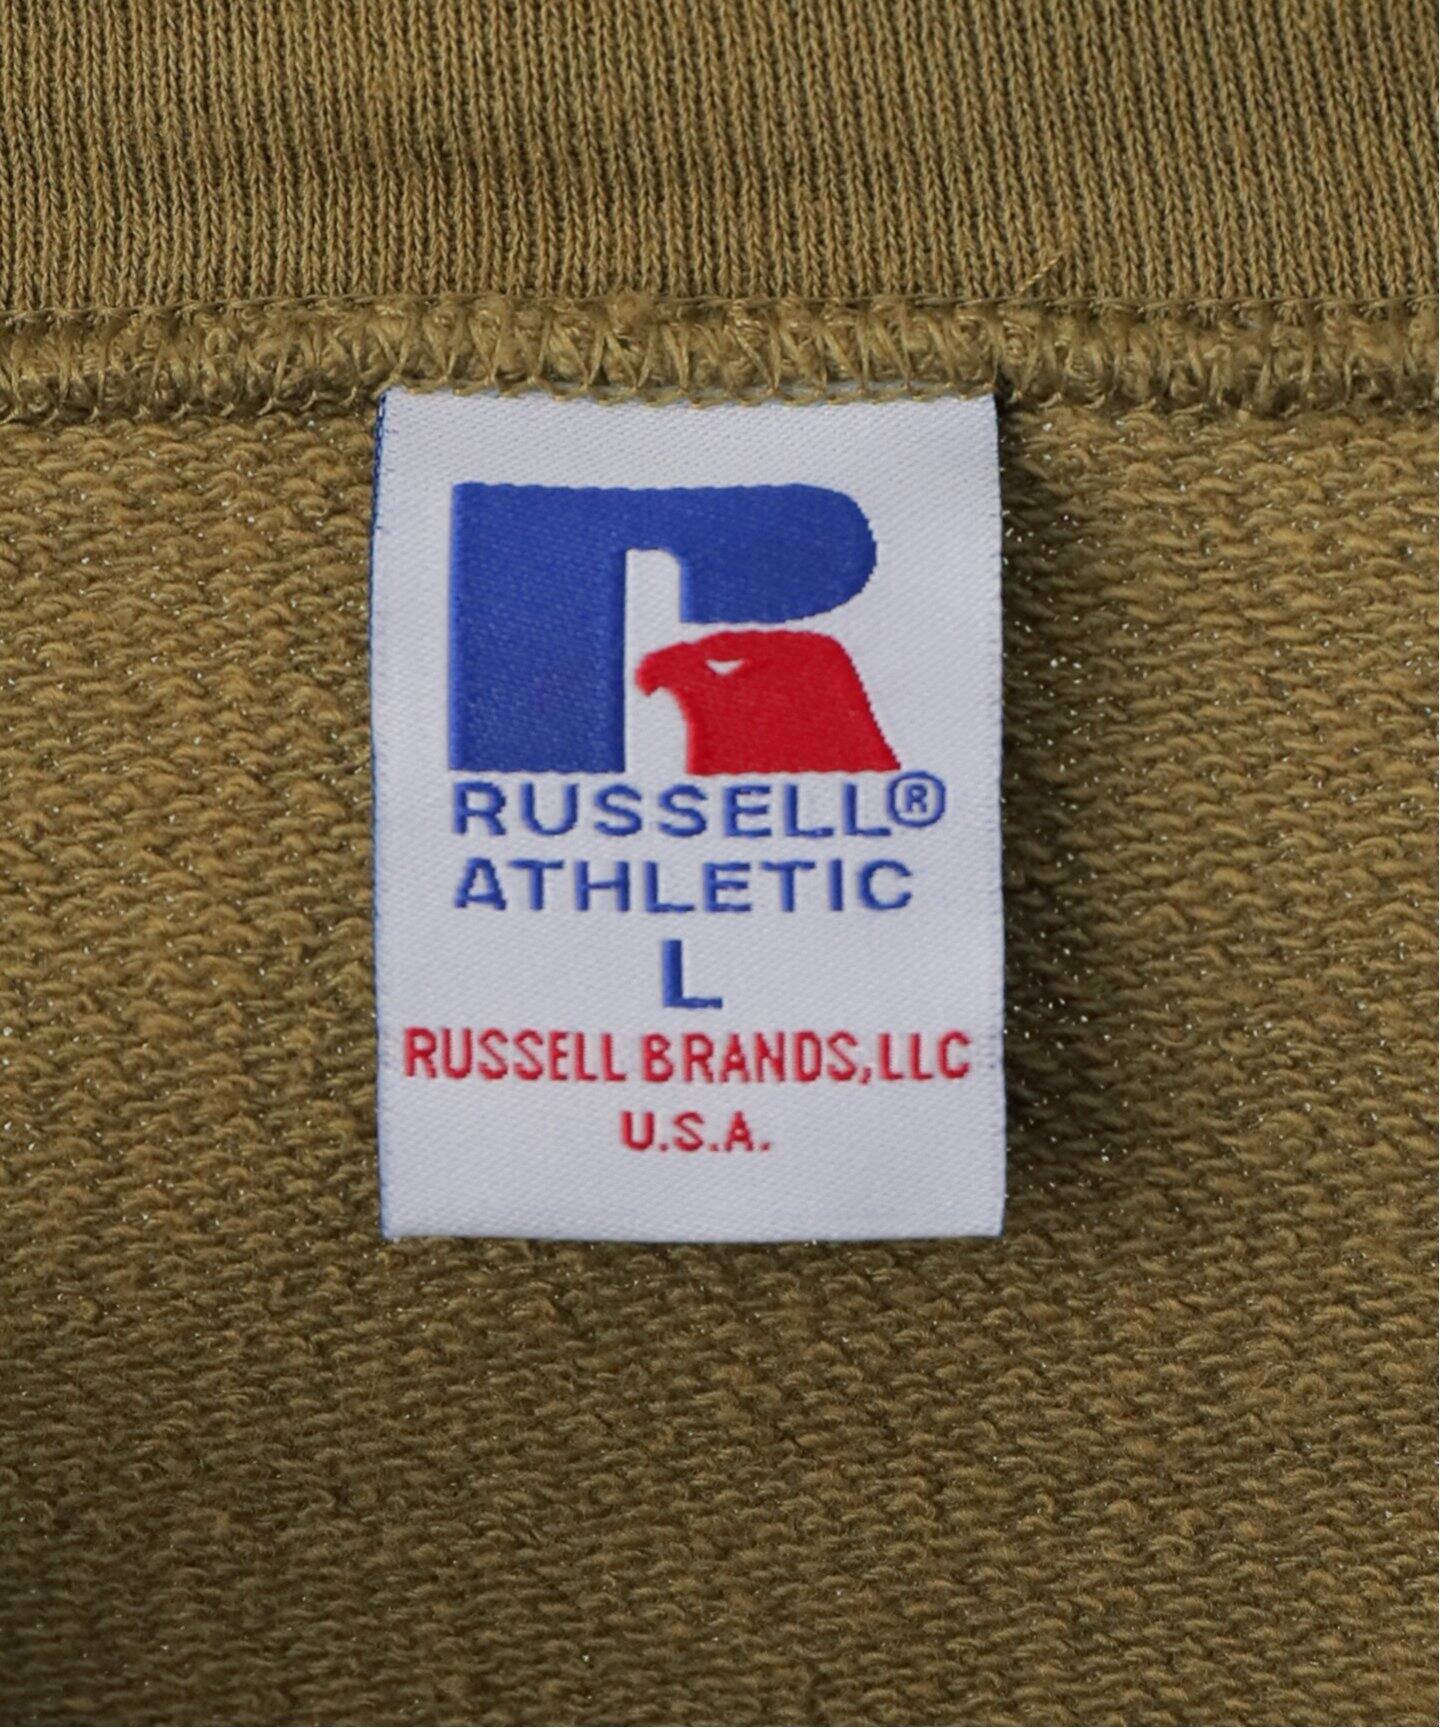 RUSSELL®
ATHLETIC
L
RUSSELL BRANDS, LLC
U.S.A.